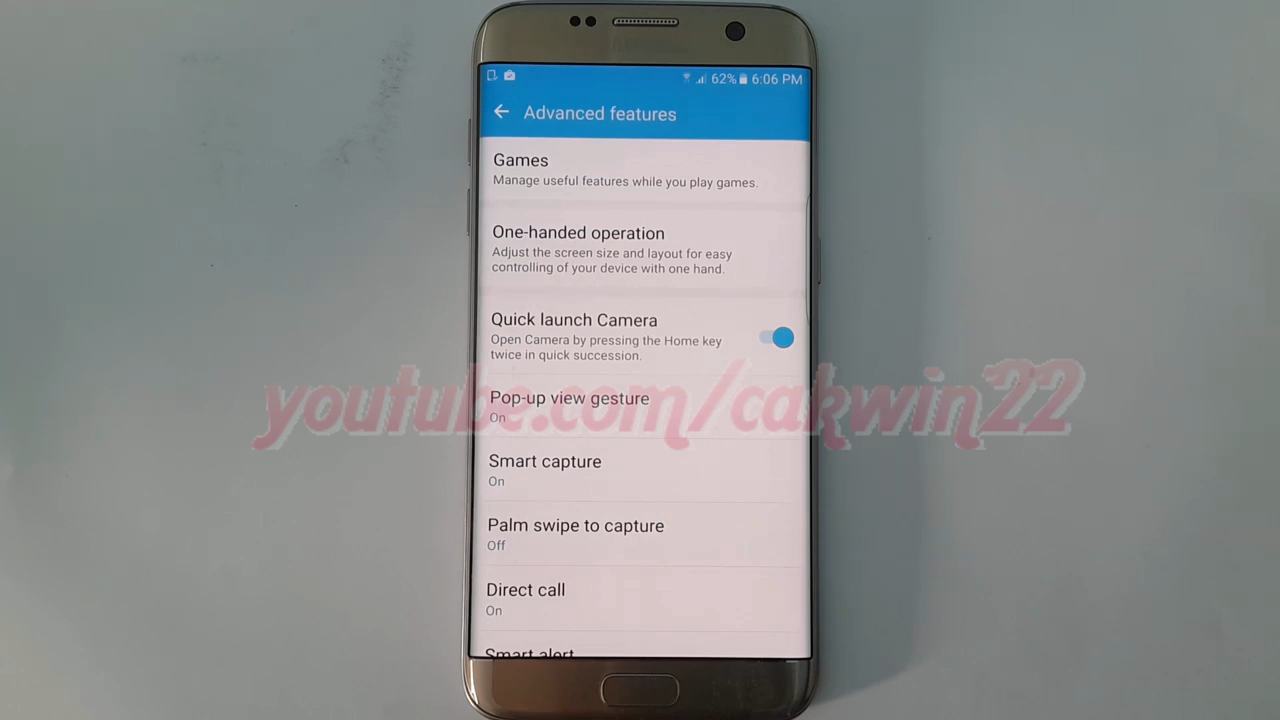 62% 6:06 PM
Advanced features
Games
Manage useful features while you play games.
One-handed operation
Adjust the screen size and layout for easy
controlling of your device with one hand.
Quick launch Camera
Open Camera by pressing the Home key
twice in quick succession.
youtube.com/cakwin22
Pop-up view gesture
On
Smart capture
On
Palm swipe to capture
Off
Direct call
On
Smart alert